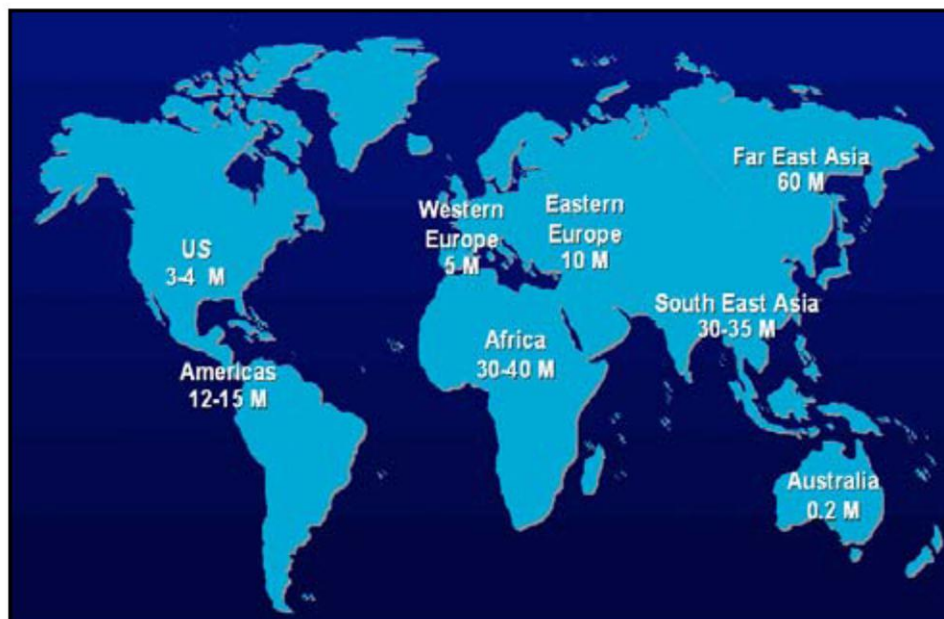 Far East Asia
60 M
Western
Europe
5 M
Eastern
Europe
10 M
US
3-4 M
South East Asia
30-35 M
Africa
30-40 M
Americas
12-15 M
Australia
0.2 M